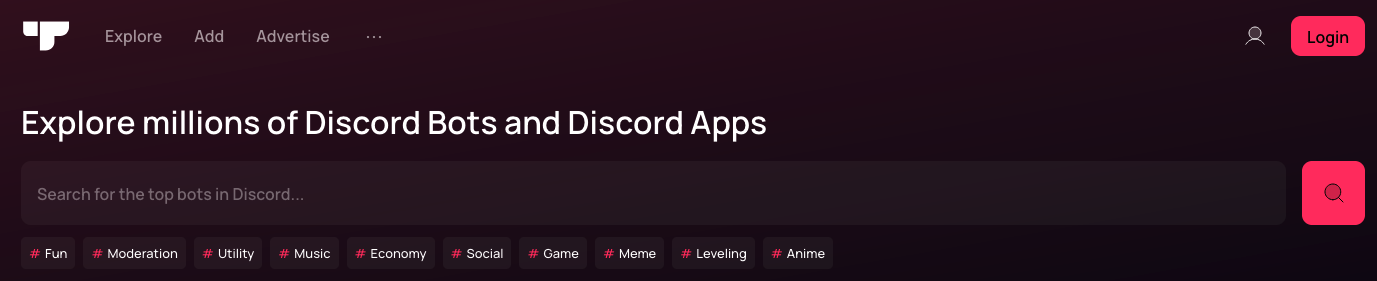 Explore Add Advertise ... Login
Explore millions of Discord Bots and Discord Apps
Search for the top bots in Discord...
# Fun # Moderation # Utility # Music # Economy # Social # Game # Meme # Leveling # Anime